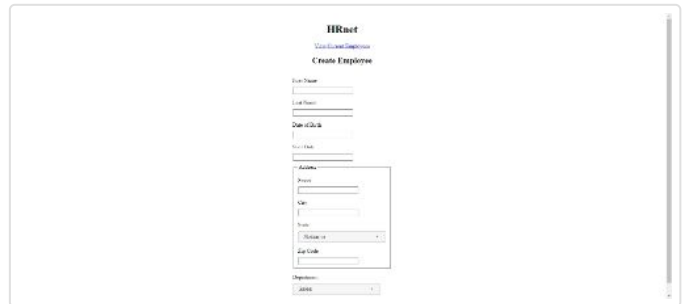 HRnet
View Current Employees
Create Employee
First Name
Last Name
Date of Birth
Start Date
Address
Street
City
State
Zip Code
Department
Sales